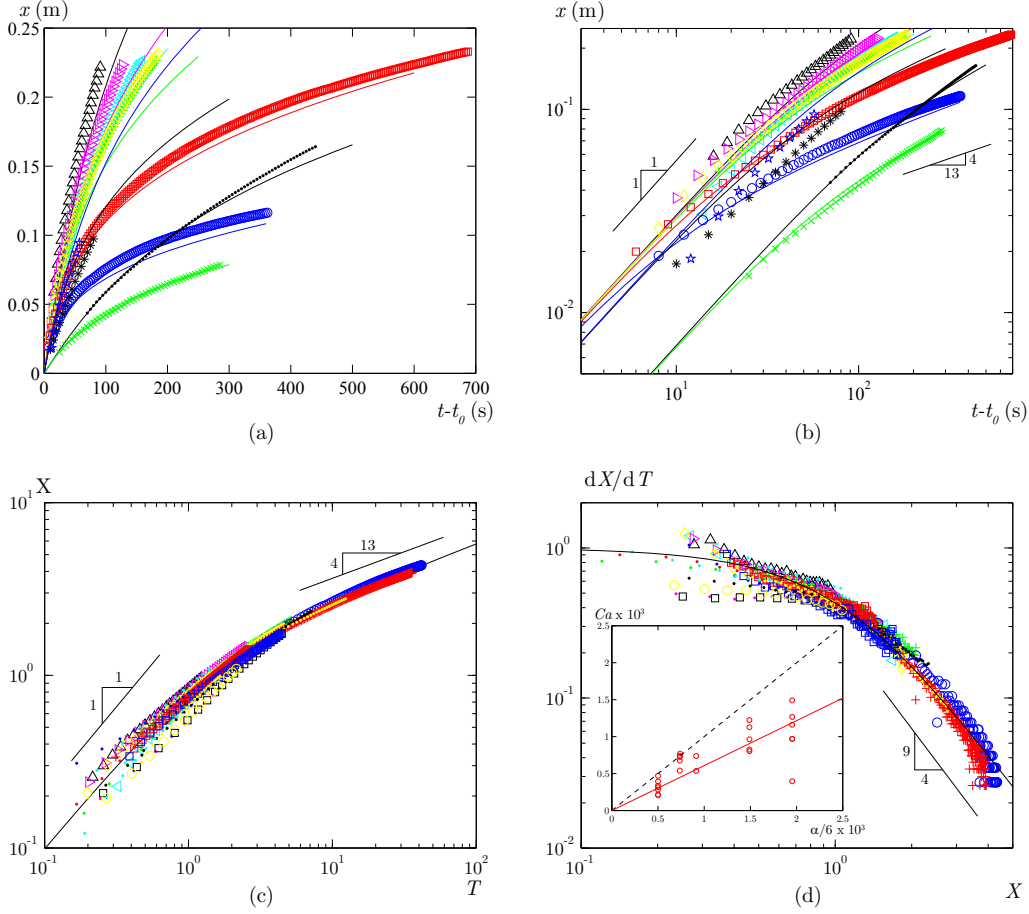 x (m)
0.25
0.2
0.15
0.1
0.05
0
0 100 200 300 400 500 600 700
t-t0 (s)
(a)
x (m)
10^-1
10^-2
1
1
4
13
10^1 10^2
t-t0 (s)
(b)
X
10^1
10^0
10^-1
13
4
1
1
10^-1 10^0 10^1 10^2
T
(c)
dX/dT
10^0
10^-1
10^-2
Ca x 10^3
2.5
2
1.5
1
0.5
0
0 0.5 1 1.5 2 2.5
α/6 x 10^3
9
4
10^-1 10^0
X
(d)